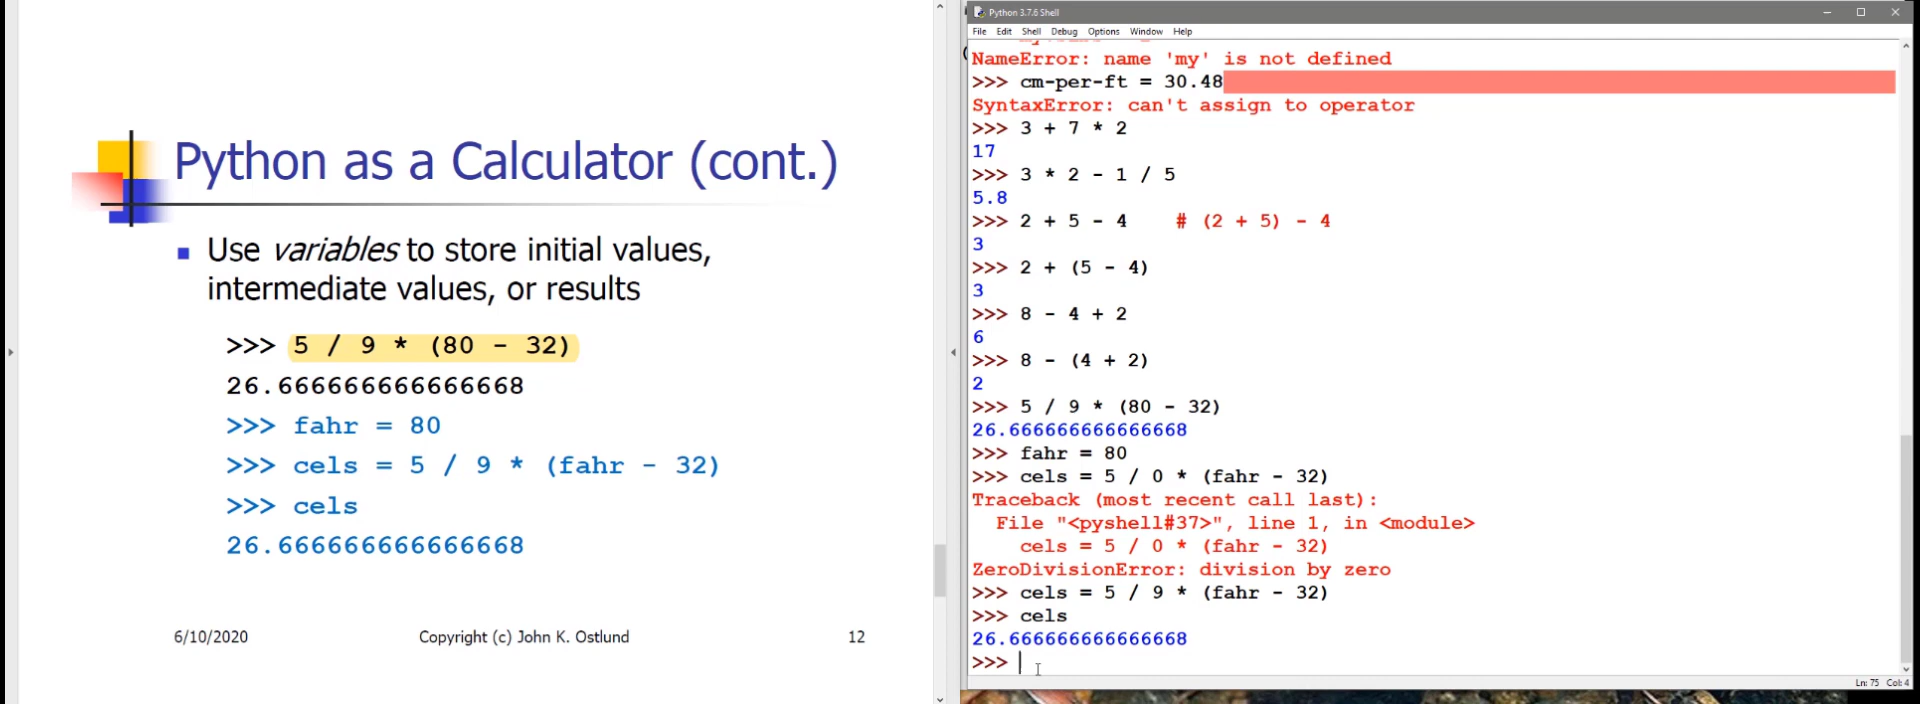 Python as a Calculator (cont.)
Use variables to store initial values,
intermediate values, or results
>>> 5 / 9 * (80 - 32)
26.666666666666668
>>> fahr = 80
>>> cels = 5 / 9 * (fahr - 32)
>>> cels
26.666666666666668
6/10/2020
Copyright (c) John K. Ostlund
12
Python 3.7.6 Shell
File Edit Shell Debug Options Window Help
NameError: name 'my' is not defined
>>> cm-per-ft = 30.48
SyntaxError: can't assign to operator
>>> 3 + 7 * 2
17
>>> 3 * 2 - 1 / 5
5.8
>>> 2 + 5 - 4    # (2 + 5) - 4
3
>>> 2 + (5 - 4)
3
>>> 8 - 4 + 2
6
>>> 8 - (4 + 2)
2
>>> 5 / 9 * (80 - 32)
26.666666666666668
>>> fahr = 80
>>> cels = 5 / 0 * (fahr - 32)
Traceback (most recent call last):
  File "<pyshell#37>", line 1, in <module>
    cels = 5 / 0 * (fahr - 32)
ZeroDivisionError: division by zero
>>> cels = 5 / 9 * (fahr - 32)
>>> cels
26.666666666666668
>>>
Ln: 75 Col: 4